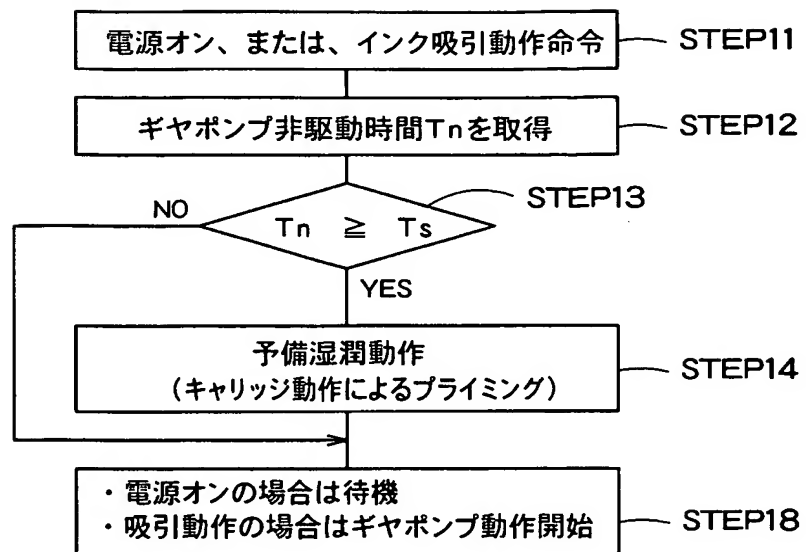 電源オン、または、インク吸引動作命令 STEP11
ギヤポンプ非駆動時間Tnを取得 STEP12
STEP13
NO
Tn ≧ Ts
YES
予備湿潤動作
(キャリッジ動作によるプライミング) STEP14
・電源オンの場合は待機
・吸引動作の場合はギヤポンプ動作開始 STEP18